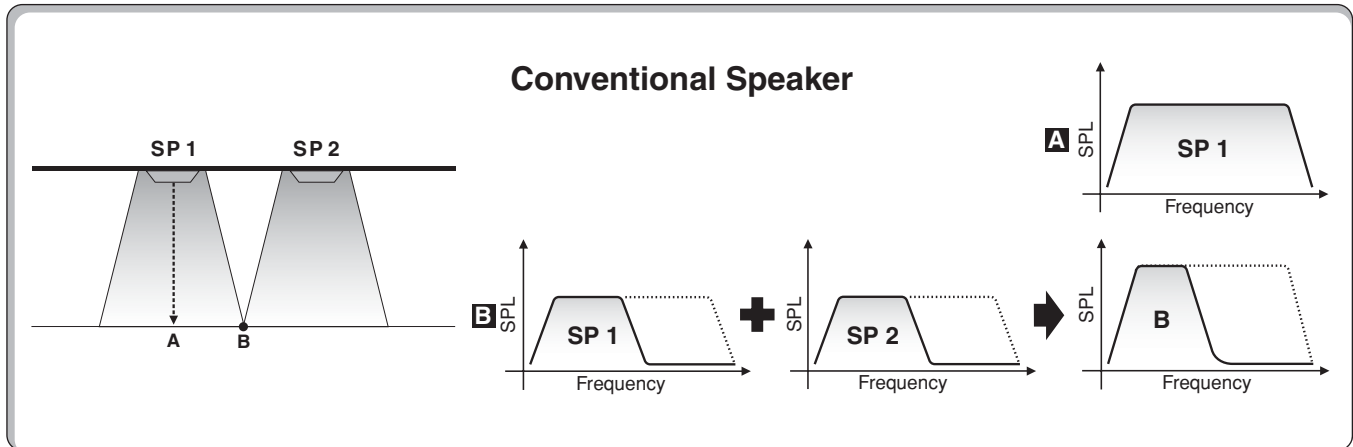 Conventional Speaker
SP 1
SP 2
A
B
A
SPL
SP 1
Frequency
B
SPL
SP 1
Frequency
SPL
SP 2
Frequency
SPL
B
Frequency